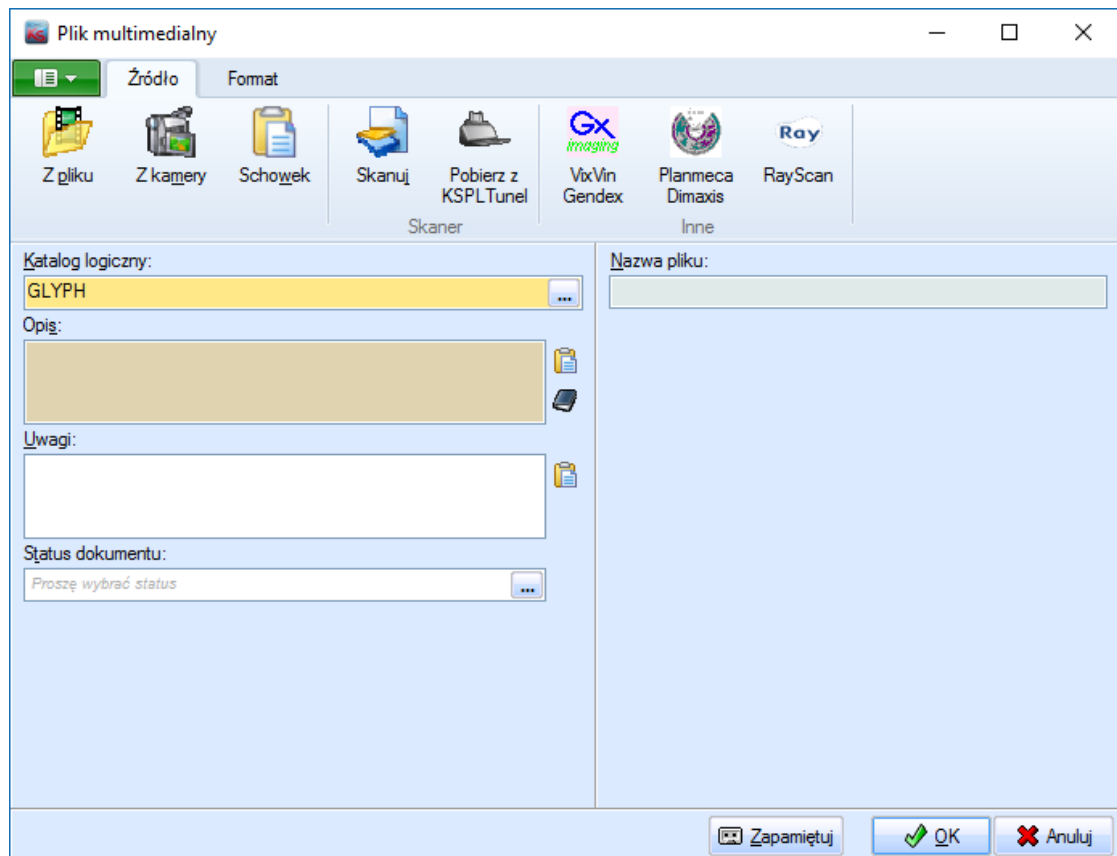 Plik multimedialny
Źródło Format
Z pliku Z kamery Schowek Skanuj Pobierz z KSPLTunel Gx imaging VixVin Gendex Planmeca Dimaxis Ray RayScan
Skaner Inne
Katalog logiczny:
GLYPH
...
Opis:
Uwagi:
Status dokumentu:
Proszę wybrać status
...
Nazwa pliku:
Zapamiętuj OK Anuluj